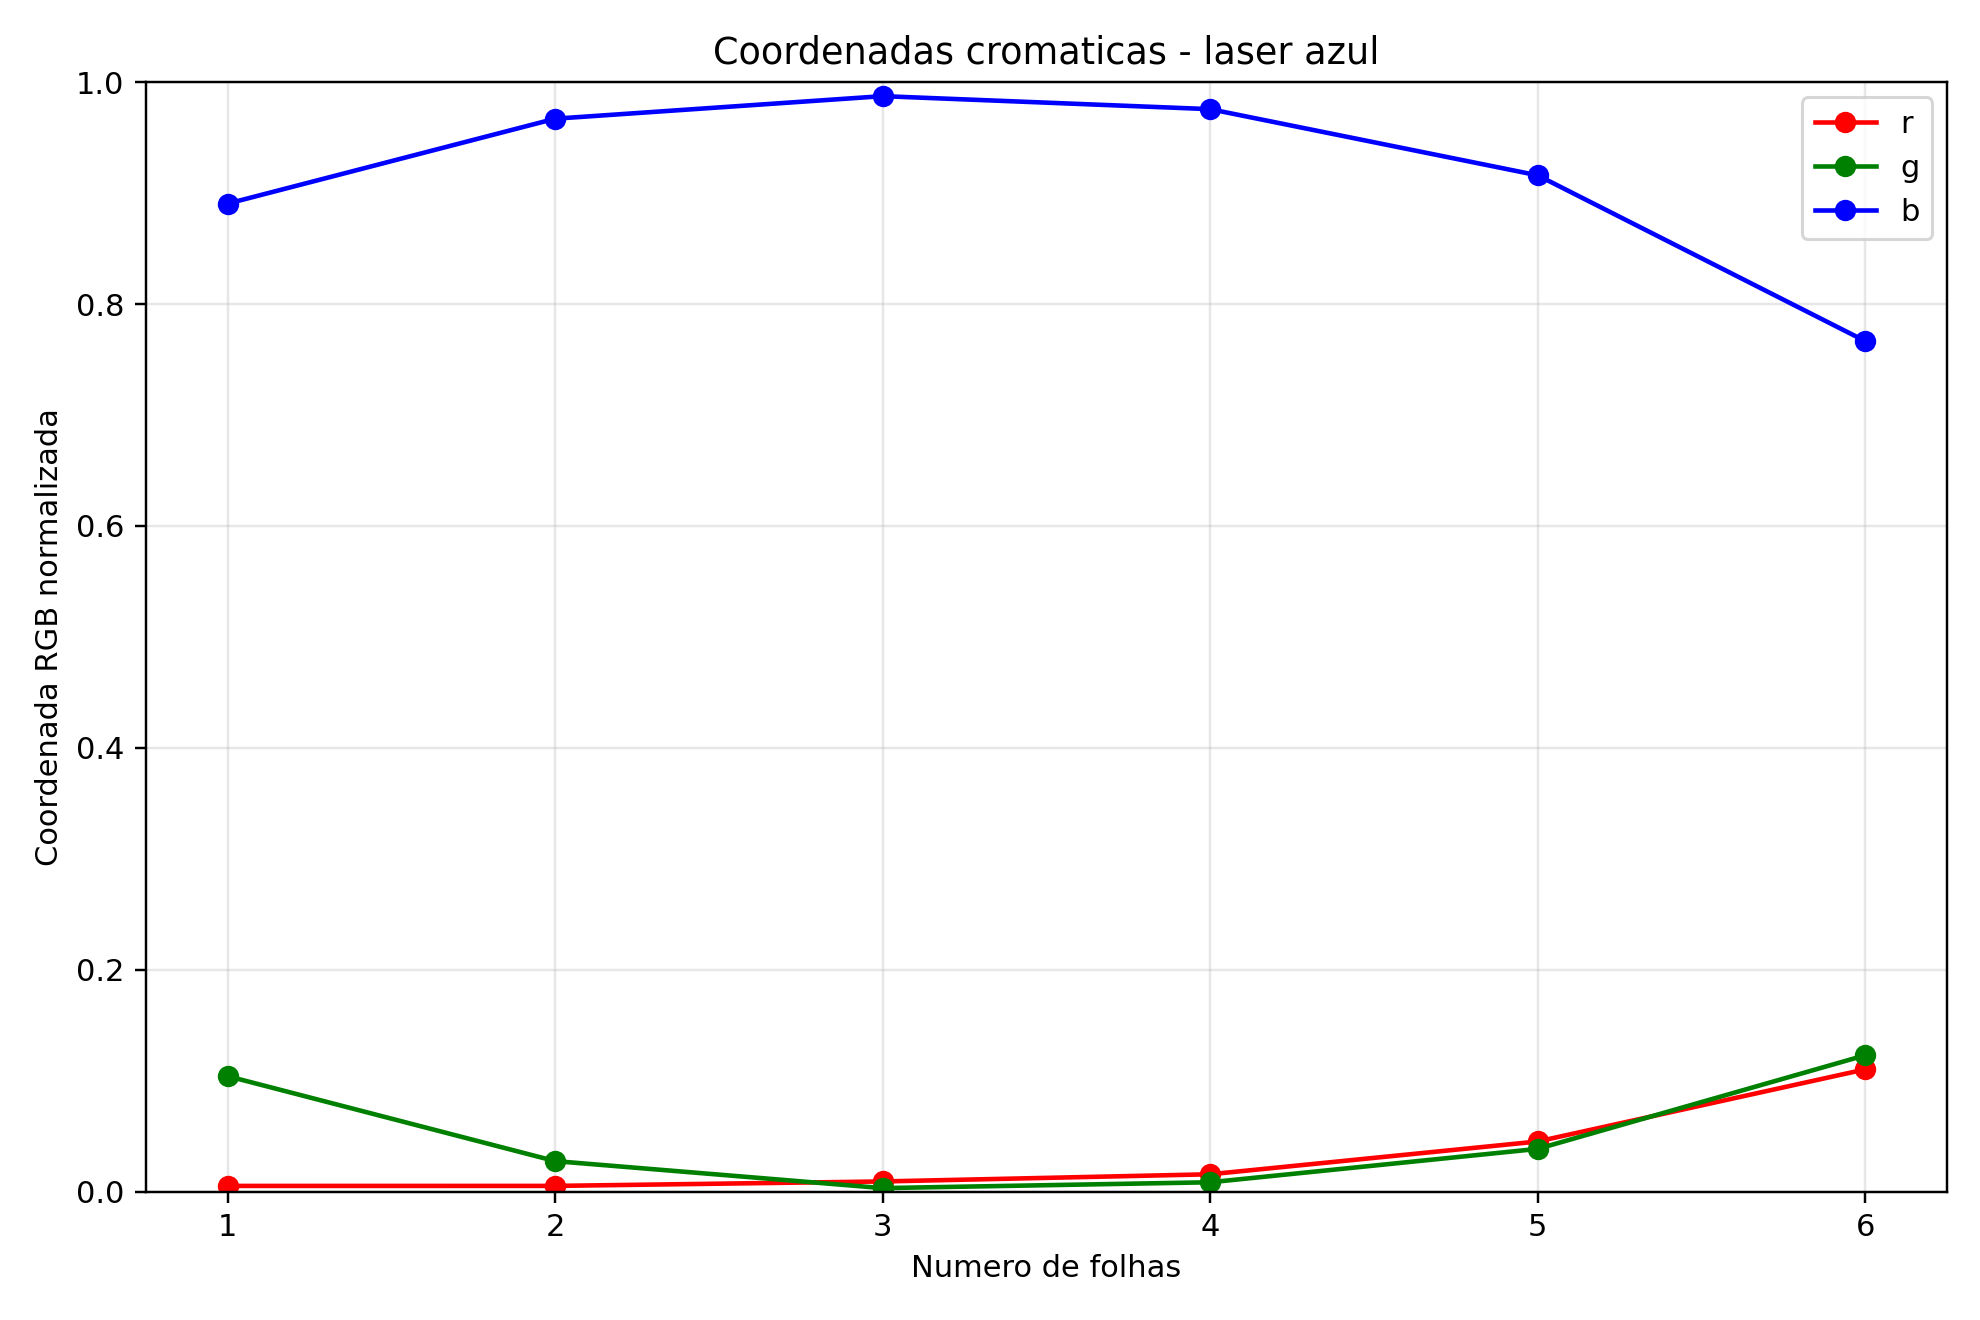 Coordenadas cromaticas - laser azul
1.0
0.8
0.6
0.4
0.2
0.0
Coordenada RGB normalizada
r
g
b
1 2 3 4 5 6
Numero de folhas